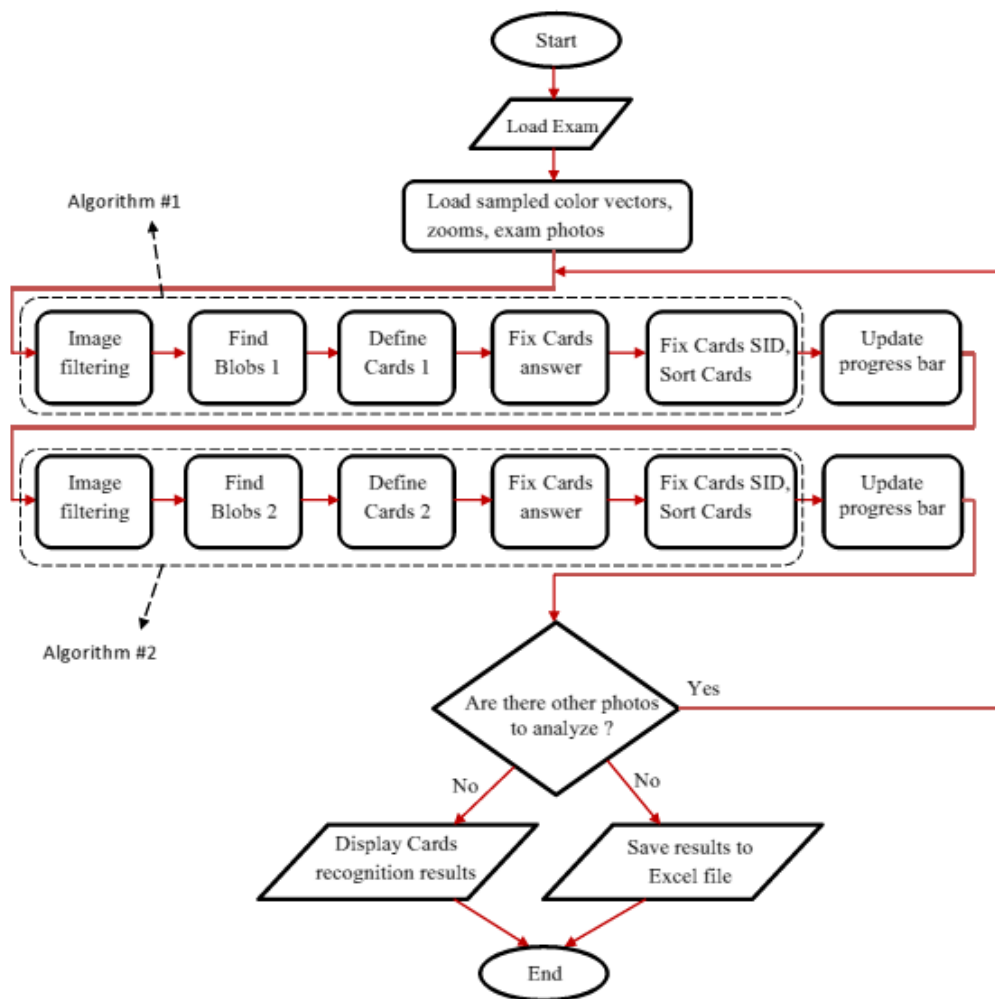 Start
Load Exam
Load sampled color vectors,
zooms, exam photos
Algorithm #1
Image
filtering
Find
Blobs 1
Define
Cards 1
Fix Cards
answer
Fix Cards SID,
Sort Cards
Update
progress bar
Image
filtering
Find
Blobs 2
Define
Cards 2
Fix Cards
answer
Fix Cards SID,
Sort Cards
Update
progress bar
Algorithm #2
Are there other photos
to analyze ?
Yes
No
No
Display Cards
recognition results
Save results to
Excel file
End